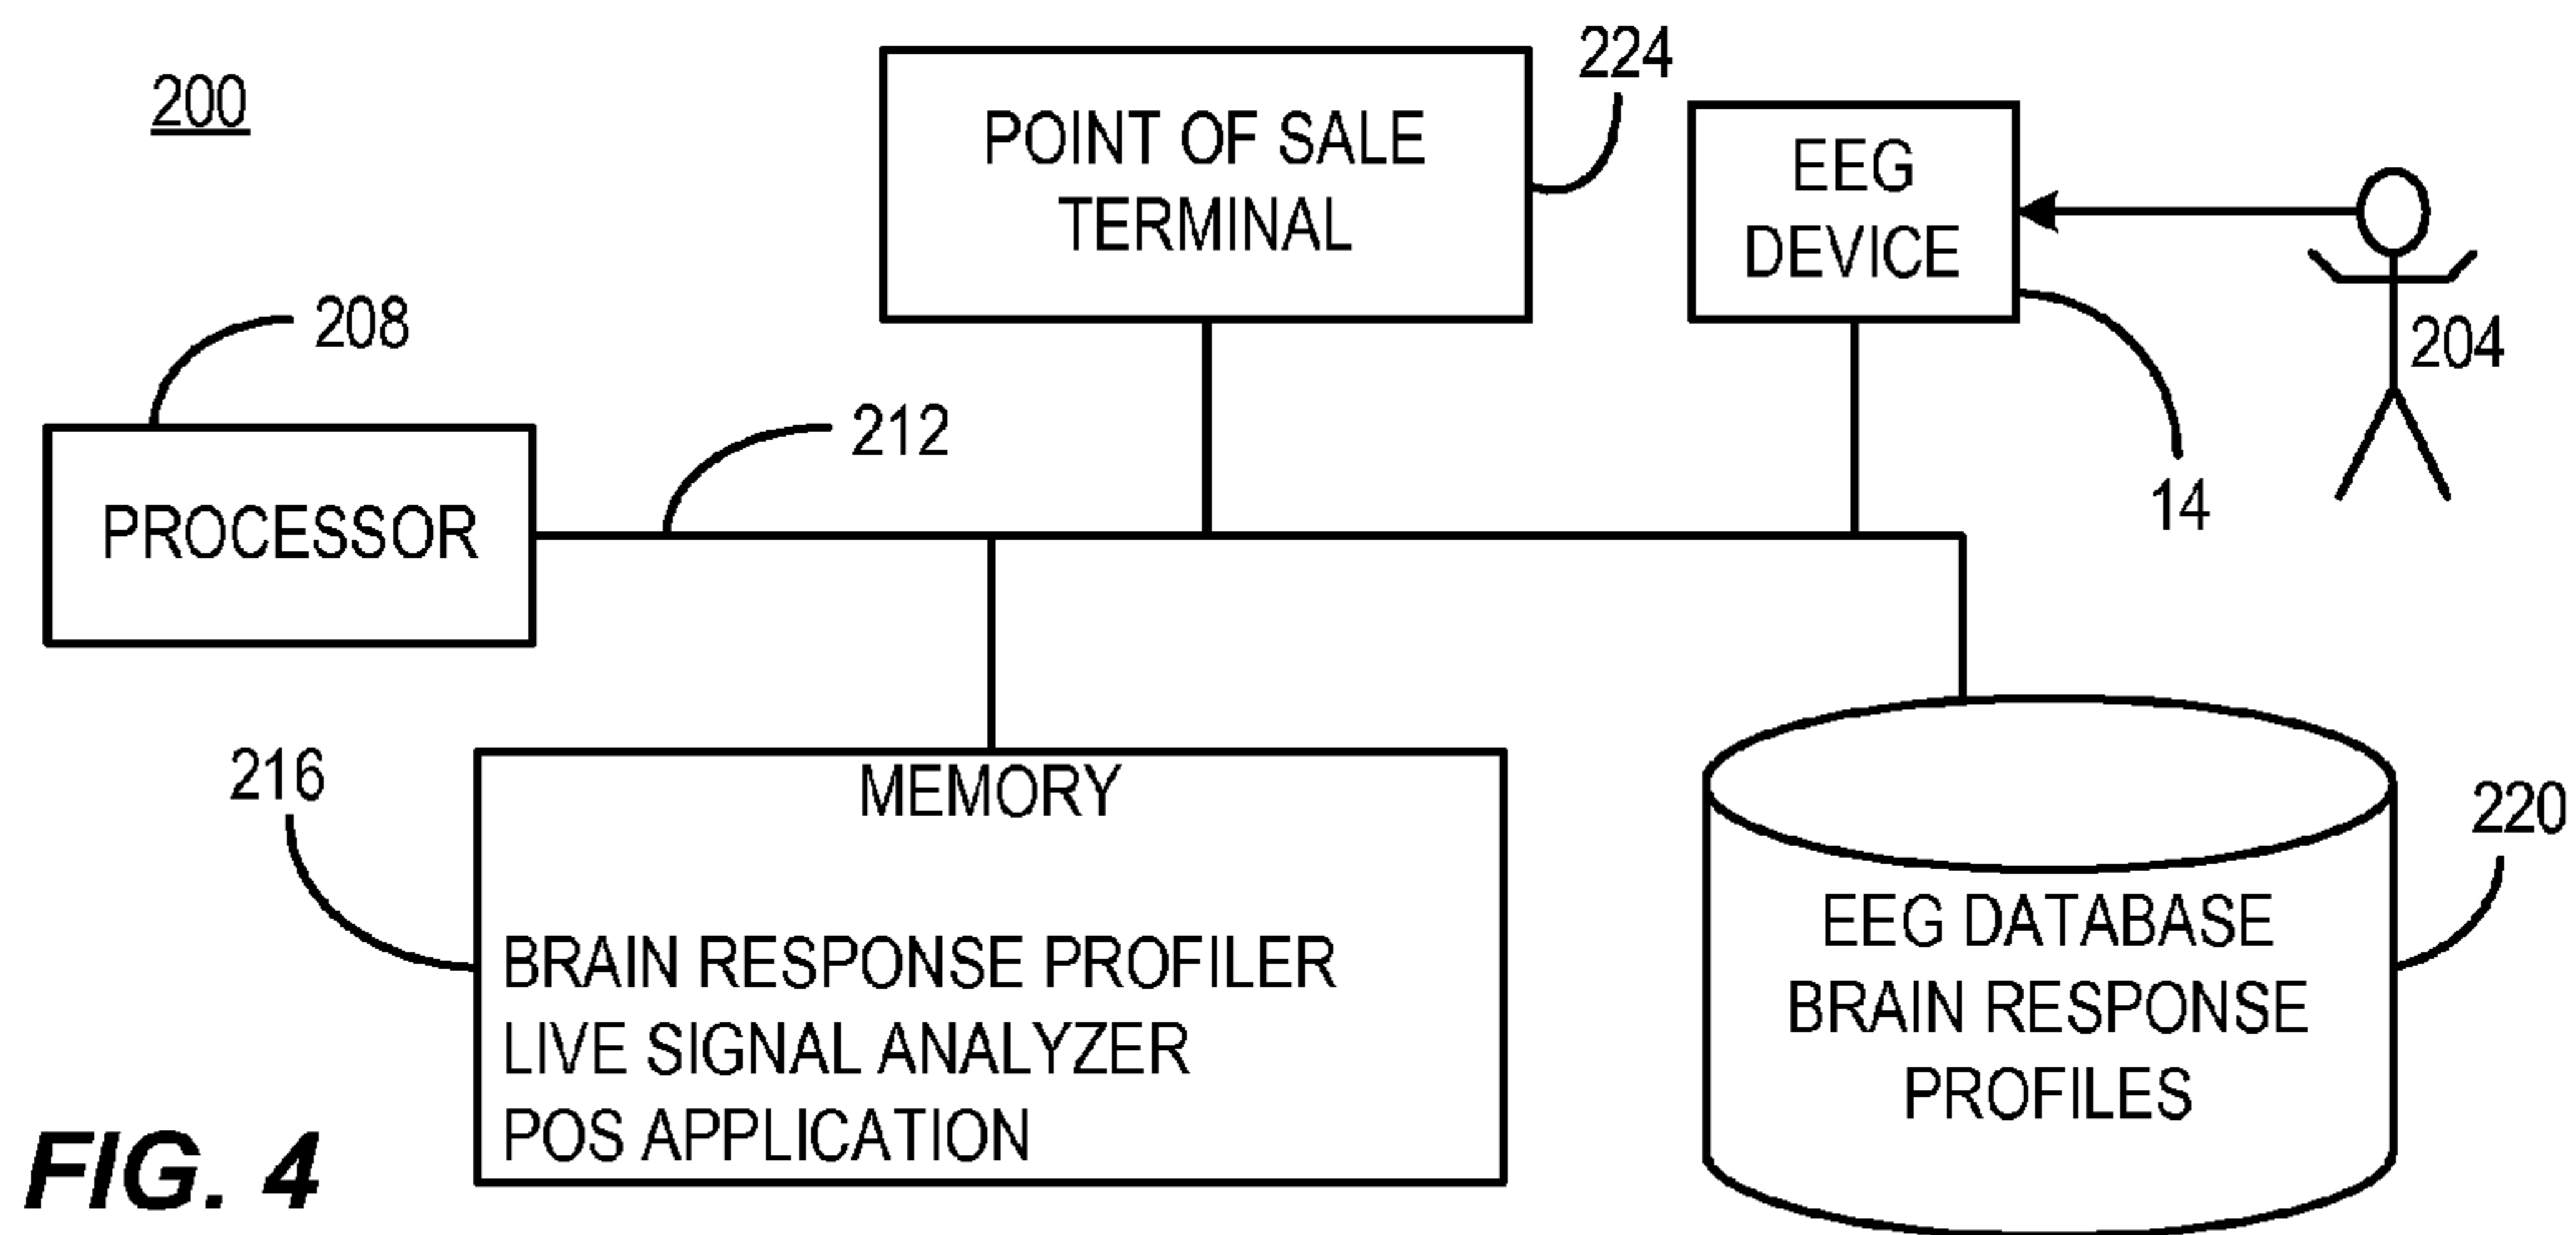 200
POINT OF SALE
TERMINAL
224
EEG
DEVICE
204
14
208
PROCESSOR
212
216
MEMORY
BRAIN RESPONSE PROFILER
LIVE SIGNAL ANALYZER
POS APPLICATION
220
EEG DATABASE
BRAIN RESPONSE
PROFILES
FIG. 4